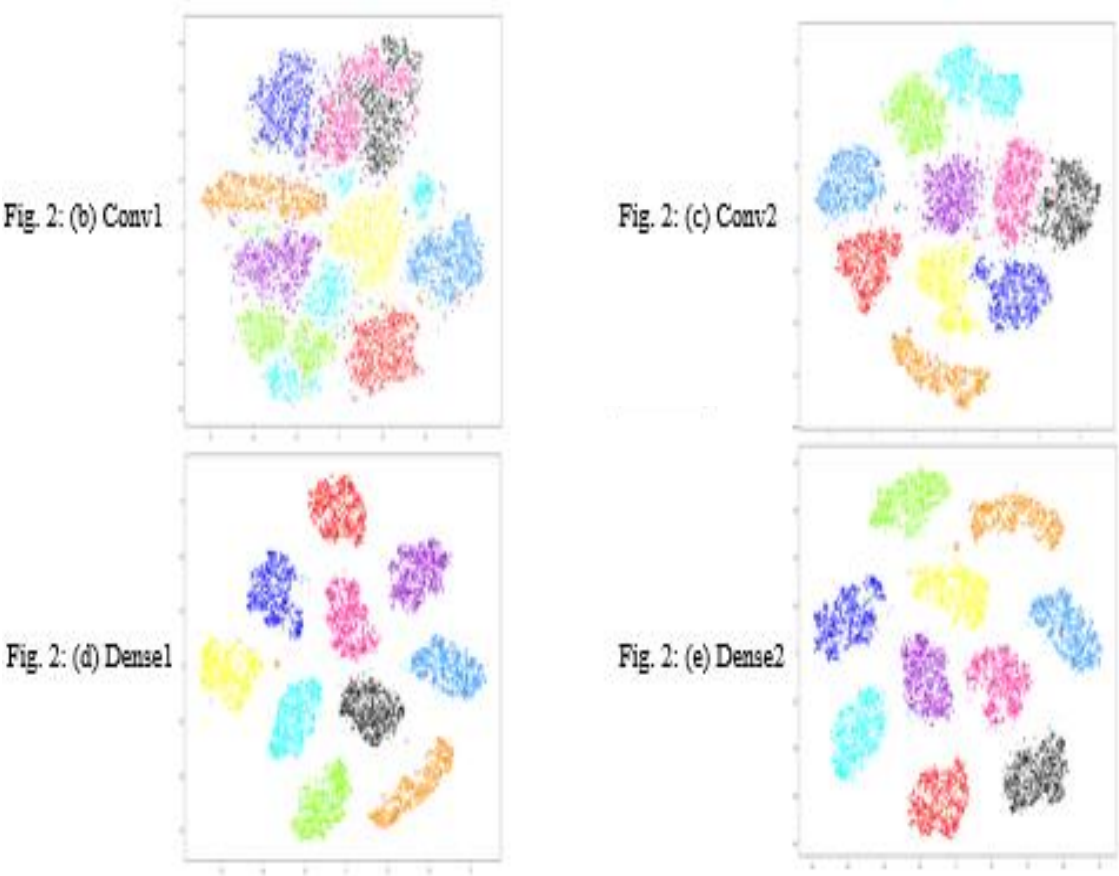 Fig. 2: (b) Conv1
Fig. 2: (c) Conv2
Fig. 2: (d) Dense1
Fig. 2: (e) Dense2